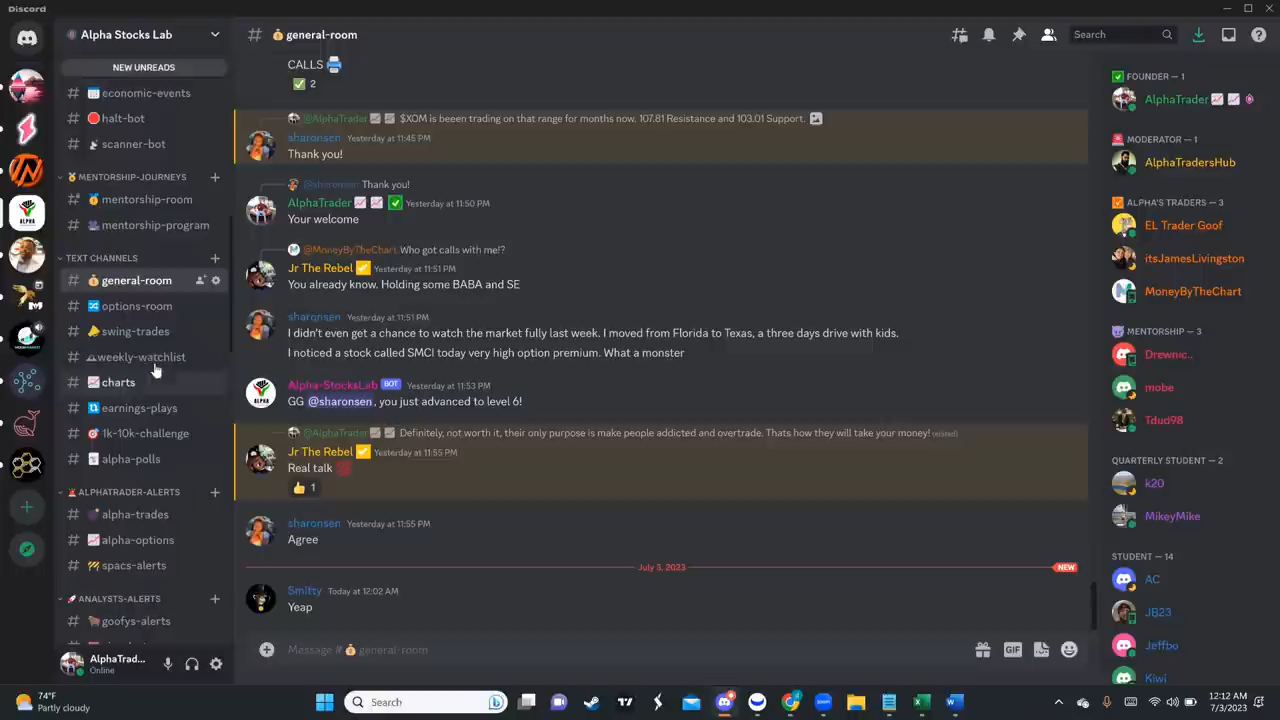 Discord
Alpha Stocks Lab
general-room
Search
NEW UNREADS
economic-events
halt-bot
scanner-bot
MENTORSHIP-JOURNEYS
mentorship-room
mentorship-program
TEXT CHANNELS
general-room
options-room
swing-trades
weekly-watchlist
charts
earnings-plays
1k-10k-challenge
alpha-polls
ALPHATRADER-ALERTS
alpha-trades
alpha-options
spacs-alerts
ANALYSTS-ALERTS
goofys-alerts
AlphaTrad...
Online
CALLS
2
@AlphaTrader $XOM is beeen trading on that range for months now. 107.81 Resistance and 103.01 Support.
sharonsen Yesterday at 11:45 PM
Thank you!
@sharonsen Thank you!
AlphaTrader Yesterday at 11:50 PM
Your welcome
@MoneyByTheChart Who got calls with me!?
Jr The Rebel Yesterday at 11:51 PM
You already know. Holding some BABA and SE
sharonsen Yesterday at 11:51 PM
I didn't even get a chance to watch the market fully last week. I moved from Florida to Texas, a three days drive with kids.
I noticed a stock called SMCI today very high option premium. What a monster
Alpha-StocksLab BOT Yesterday at 11:53 PM
GG @sharonsen, you just advanced to level 6!
@AlphaTrader Definitely, not worth it, their only purpose is make people addicted and overtrade. Thats how they will take your money! (edited)
Jr The Rebel Yesterday at 11:55 PM
Real talk
1
sharonsen Yesterday at 11:55 PM
Agree
July 3, 2023 NEW
Smifty Today at 12:02 AM
Yeap
Message # general-room
GIF
FOUNDER — 1
AlphaTrader
MODERATOR — 1
AlphaTradersHub
ALPHA'S TRADERS — 3
EL Trader Goof
itsJamesLivingston
MoneyByTheChart
MENTORSHIP — 3
Drewnic..
mobe
Tdud98
QUARTERLY STUDENT — 2
k20
MikeyMike
STUDENT — 14
AC
JB23
Jeffbo
Kiwi
74°F
Partly cloudy
Search
12:12 AM
7/3/2023